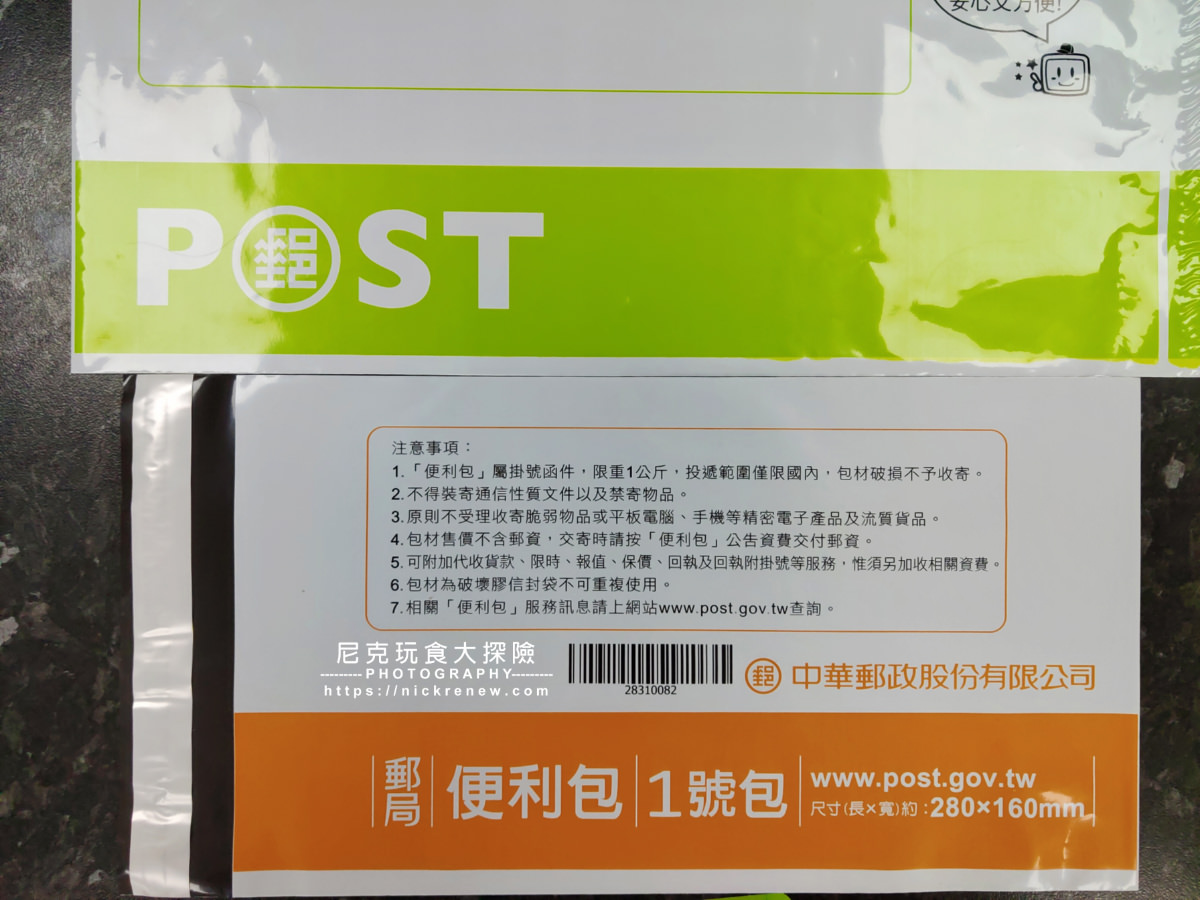 安心又方便!
P郵ST
注意事項：
1.「便利包」屬掛號函件，限重1公斤，投遞範圍僅限國內，包材破損不予收寄。
2.不得裝寄通信性質文件以及禁寄物品。
3.原則不受理收寄脆弱物品或平板電腦、手機等精密電子產品及流質貨品。
4.包材售價不含郵資，交寄時請按「便利包」公告資費交付郵資。
5.可附加代收貨款、限時、報值、保價、回執及回執附掛號等服務，惟須另加收相關資費。
6.包材為破壞膠信封袋不可重複使用。
7.相關「便利包」服務訊息請上網站www.post.gov.tw查詢。
尼克玩食大探險
PHOTOGRAPHY
https://nickrenew.com
28310082
郵 中華郵政股份有限公司
郵局 便利包 1號包
www.post.gov.tw
尺寸(長×寬)約:280×160mm